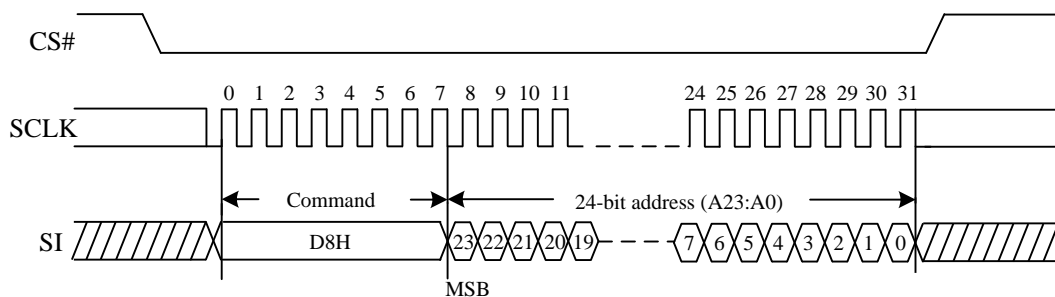 CS#
0 1 2 3 4 5 6 7 8 9 10 11 24 25 26 27 28 29 30 31
SCLK
Command 24-bit address (A23:A0)
SI D8H 23 22 21 20 19 7 6 5 4 3 2 1 0
MSB